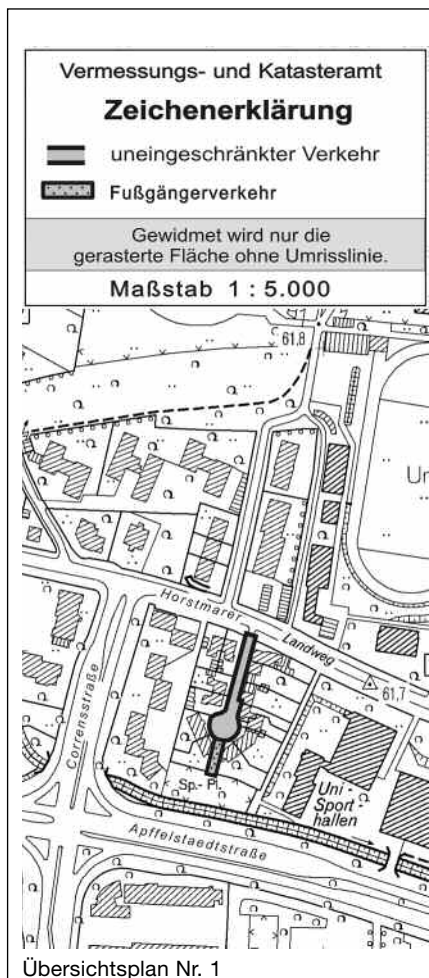 Vermessungs- und Katasteramt
Zeichenerklärung
uneingeschränkter Verkehr
Fußgängerverkehr
Gewidmet wird nur die
gerasterte Fläche ohne Umrisslinie.
Maßstab 1 : 5.000
61,8
Horstmarer
Landweg
61,7
Corrensstraße
Sp.- Pl.
Uni -
Sport
hallen
Apffelstaedtstraße
Übersichtsplan Nr. 1